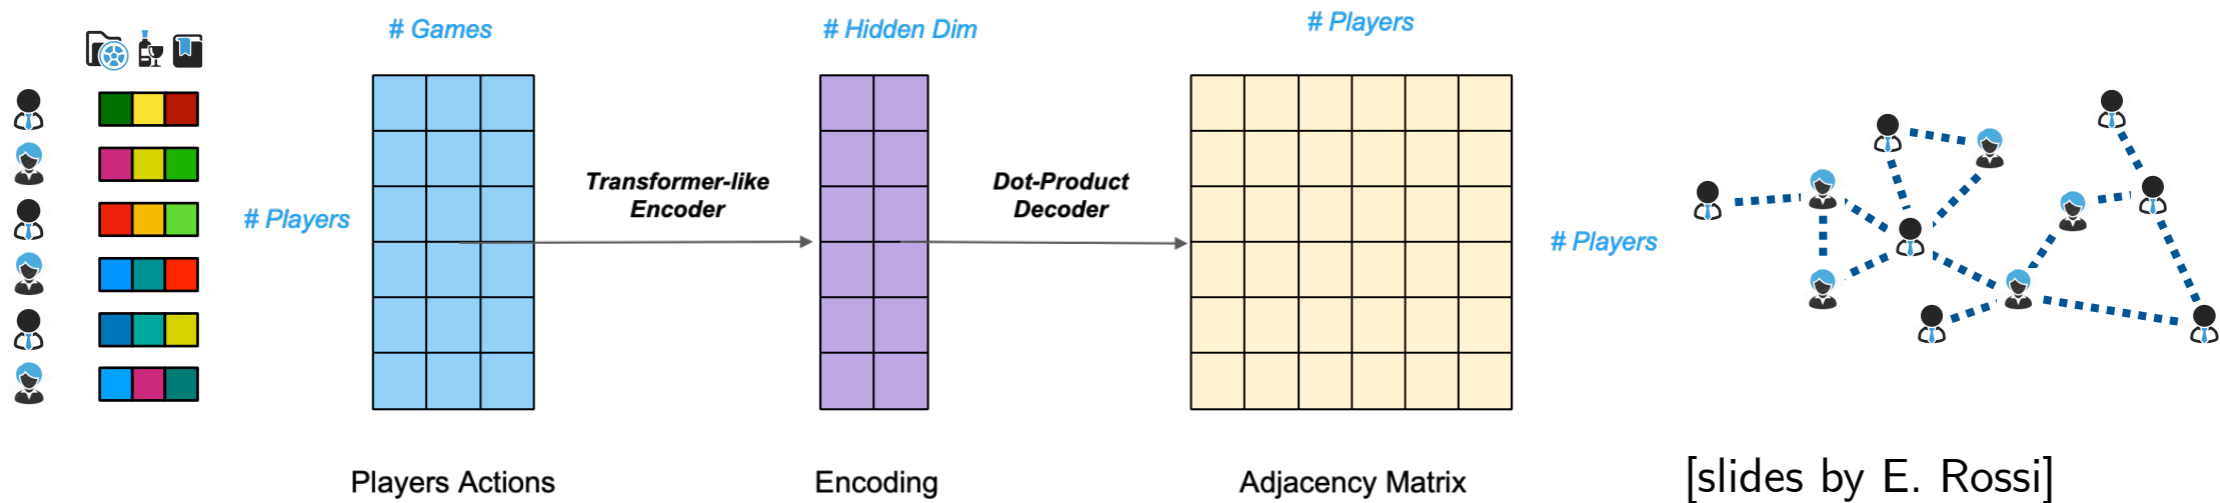 # Games
# Hidden Dim
# Players
Transformer-like
Encoder
Dot-Product
Decoder
# Players
# Players
Players Actions
Encoding
Adjacency Matrix
[slides by E. Rossi]